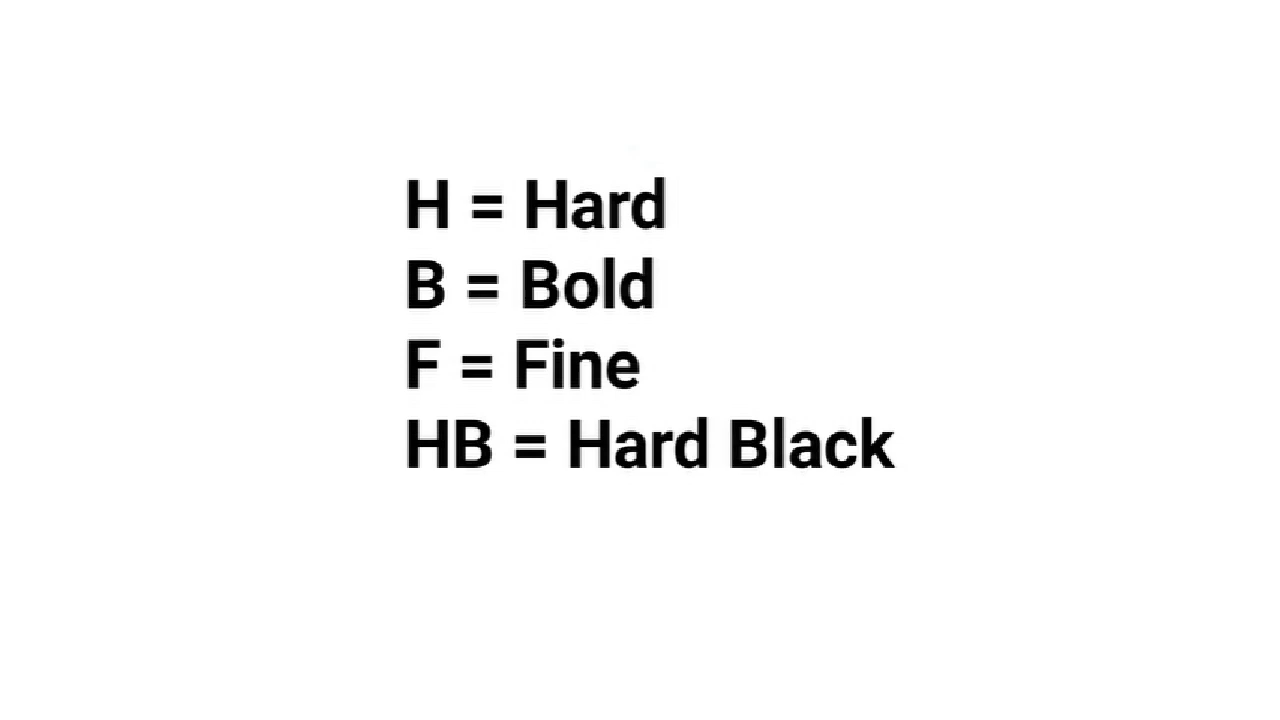 H = Hard
B = Bold
F = Fine
HB = Hard Black